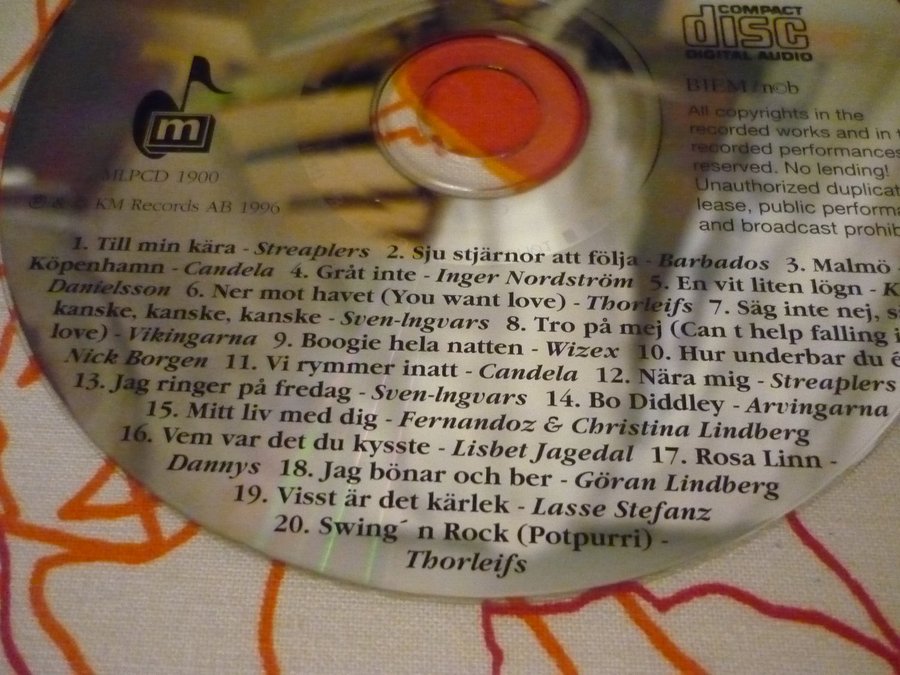 COMPACT
disc
DIGITAL AUDIO
BIEM / n©b
All copyrights in the
recorded works and in
recorded performances
reserved. No lending!
Unauthorized
lease, public
and broadcast
m
MLPCD 1900
KM Records AB 1996
1. Till min kära - Streaplers 2. Sju stjärnor att följa - Barbados 3. Malmö -
Köpenhamn - Candela 4. Gråt inte - Inger Nordström 5. En vit liten lögn - K
Danielsson 6. Ner mot havet (You want love) - Thorleifs 7. Säg inte nej, s
kanske, kanske, kanske - Sven-Ingvars 8. Tro på mej (Can t help falling i
love) - Vikingarna 9. Boogie hela natten - Wizex 10. Hur underbar du
Nick Borgen 11. Vi rymmer inatt - Candela 12. Nära mig - Streaplers
13. Jag ringer på fredag - Sven-Ingvars 14. Bo Diddley - Arvingarna
15. Mitt liv med dig - Fernandoz & Christina Lindberg
16. Vem var det du kysste - Lisbet Jagedal 17. Rosa Linn -
Dannys 18. Jag bönar och ber - Göran Lindberg
19. Visst är det kärlek - Lasse Stefanz
20. Swing´ n Rock (Potpurri) -
Thorleifs